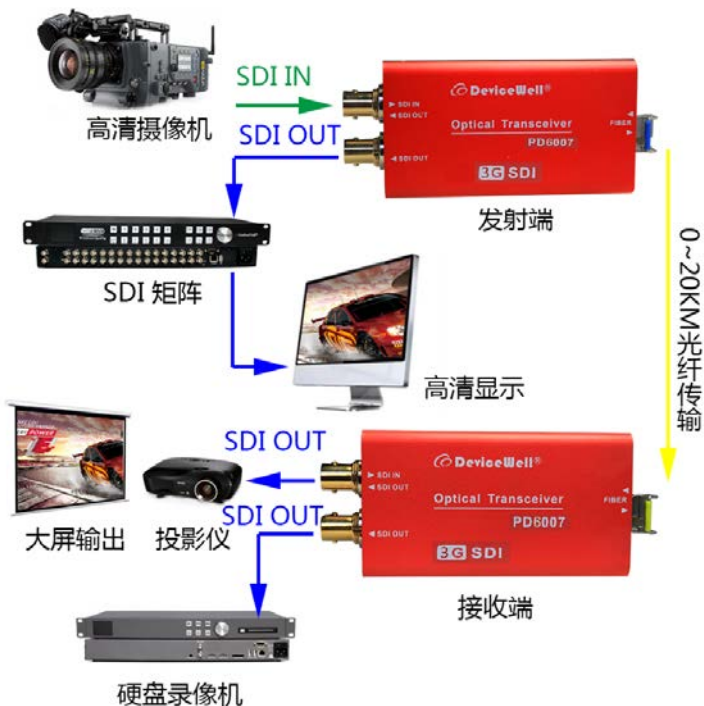 SDI IN
高清摄像机
SDI OUT
DeviceWell®
SDI IN
SDI OUT
Optical Transceiver
FIBER
PD6007
SDI OUT
3G SDI
发射端
SDI 矩阵
0~20KM光纤传输
高清显示
SDI OUT
DeviceWell®
SDI IN
SDI OUT
Optical Transceiver
FIBER
PD6007
SDI OUT
3G SDI
大屏输出
投影仪
SDI OUT
接收端
硬盘录像机